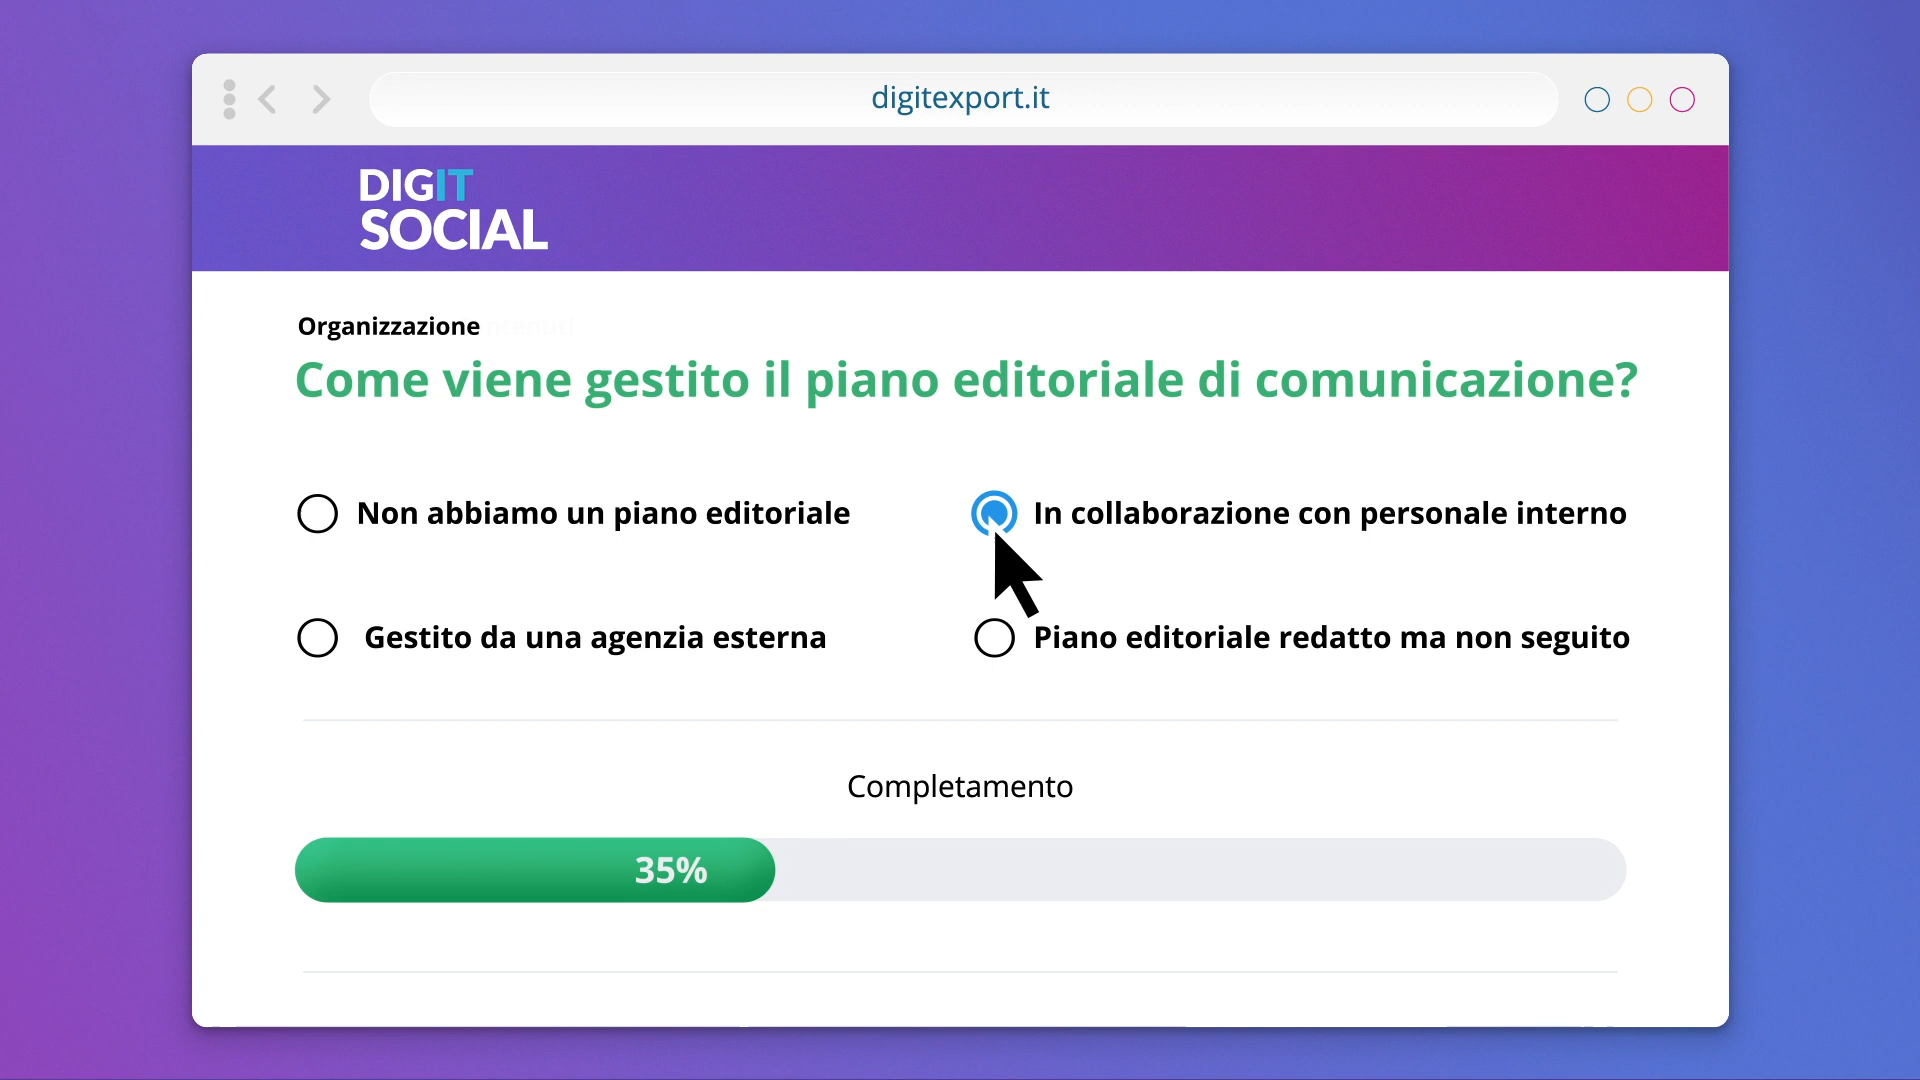 digitexport.it
DIGIT
SOCIAL
Organizzazione
Come viene gestito il piano editoriale di comunicazione?
Non abbiamo un piano editoriale
In collaborazione con personale interno
Gestito da una agenzia esterna
Piano editoriale redatto ma non seguito
Completamento
35%